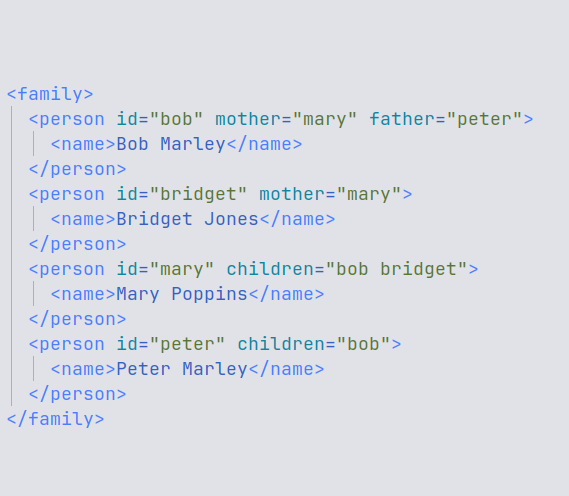 <family>
  <person id="bob" mother="mary" father="peter">
    <name>Bob Marley</name>
  </person>
  <person id="bridget" mother="mary">
    <name>Bridget Jones</name>
  </person>
  <person id="mary" children="bob bridget">
    <name>Mary Poppins</name>
  </person>
  <person id="peter" children="bob">
    <name>Peter Marley</name>
  </person>
</family>